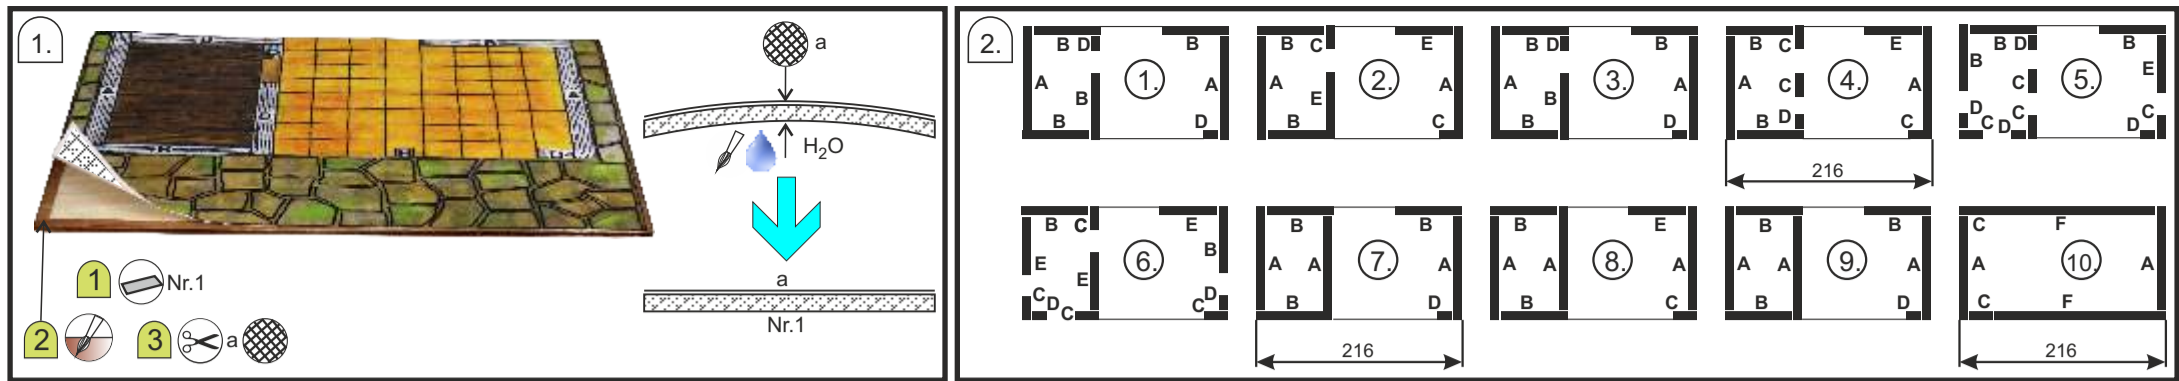 1.
a
H2O
a
Nr.1
1 Nr.1
2
3 a
2.
B D B
A 1. A
B
B D
B C E
A 2. A
E
B C
B D B
A 3. A
B
B D
B C E
A C 4. A
B D C
216
B D B
B 5. E
C
D C C
C D D
B C E
6. B
E E
C D C D C
B B
A A 7. A
B D
216
B E
A A 8. A
B C
B B
A A 9. A
B D
C F
A 10. A
C F
216